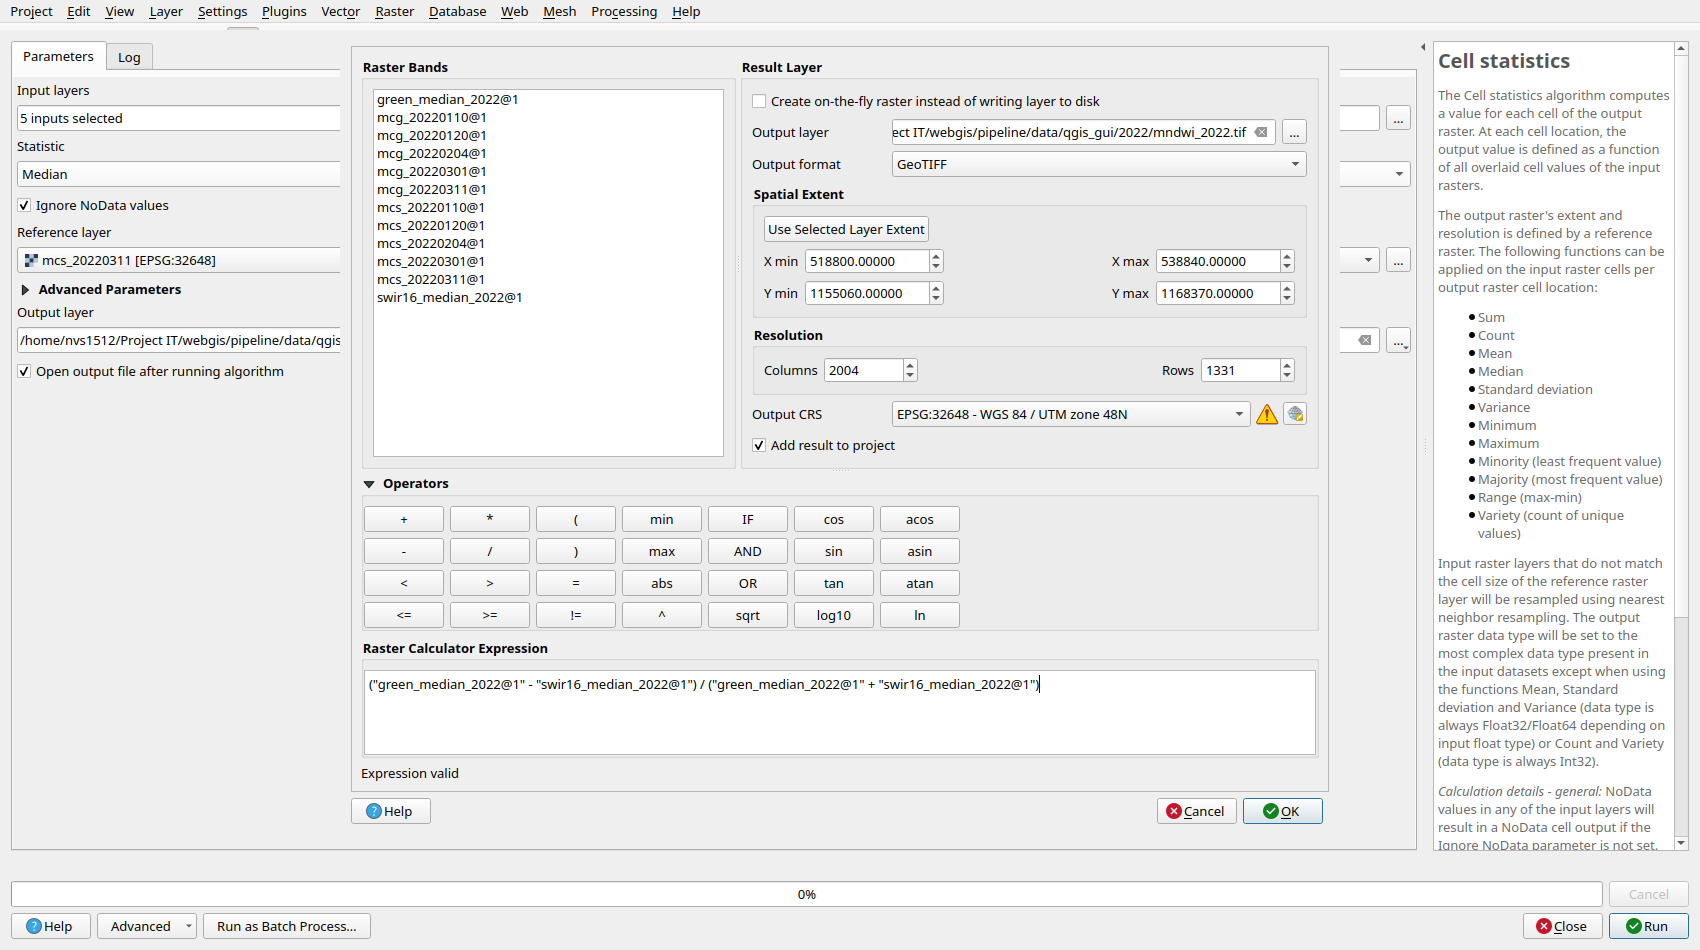 Project Edit View Layer Settings Plugins Vector Raster Database Web Mesh Processing Help
Parameters Log
Input layers
5 inputs selected
Statistic
Median
Ignore NoData values
Reference layer
mcs_20220311 [EPSG:32648]
Advanced Parameters
Output layer
/home/nvs1512/Project IT/webgis/pipeline/data/qgis
Open output file after running algorithm
Raster Bands
green_median_2022@1
mcg_20220110@1
mcg_20220120@1
mcg_20220204@1
mcg_20220301@1
mcg_20220311@1
mcs_20220110@1
mcs_20220120@1
mcs_20220204@1
mcs_20220301@1
mcs_20220311@1
swir16_median_2022@1
Result Layer
Create on-the-fly raster instead of writing layer to disk
Output layer ect IT/webgis/pipeline/data/qgis_gui/2022/mndwi_2022.tif ...
Output format GeoTIFF
Spatial Extent
Use Selected Layer Extent
X min 518800.00000 X max 538840.00000
Y min 1155060.00000 Y max 1168370.00000
Resolution
Columns 2004 Rows 1331
Output CRS EPSG:32648 - WGS 84 / UTM zone 48N
Add result to project
Operators
+ * ( min IF cos acos
- / ) max AND sin asin
< > = abs OR tan atan
<= >= != ^ sqrt log10 ln
Raster Calculator Expression
("green_median_2022@1" - "swir16_median_2022@1") / ("green_median_2022@1" + "swir16_median_2022@1")
Expression valid
Help Cancel OK
...
...
...
Cell statistics
The Cell statistics algorithm computes
a value for each cell of the output
raster. At each cell location, the
output value is defined as a function
of all overlaid cell values of the input
rasters.
The output raster's extent and
resolution is defined by a reference
raster. The following functions can be
applied on the input raster cells per
output raster cell location:
● Sum
● Count
● Mean
● Median
● Standard deviation
● Variance
● Minimum
● Maximum
● Minority (least frequent value)
● Majority (most frequent value)
● Range (max-min)
● Variety (count of unique
values)
Input raster layers that do not match
the cell size of the reference raster
layer will be resampled using nearest
neighbor resampling. The output
raster data type will be set to the
most complex data type present in
the input datasets except when using
the functions Mean, Standard
deviation and Variance (data type is
always Float32/Float64 depending on
input float type) or Count and Variety
(data type is always Int32).
Calculation details - general: NoData
values in any of the input layers will
result in a NoData cell output if the
Ignore NoData parameter is not set.
0%
Cancel
Help Advanced Run as Batch Process... Close Run